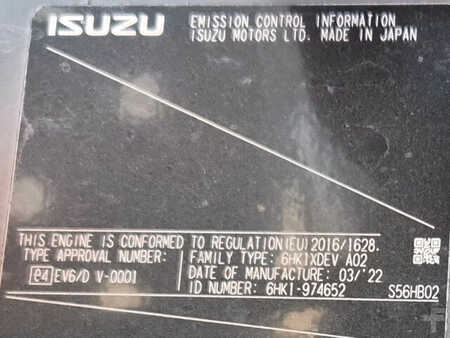 ISUZU
EMISSION CONTROL INFORMATION
ISUZU MOTORS LTD. MADE IN JAPAN
THIS ENGINE IS CONFORMED TO REGULATION(EU)2016/1628.
TYPE APPROVAL NUMBER:
FAMILY TYPE: 6HK1XDEV A02
DATE OF MANUFACTURE: 03/'22
e4 EV6/D V-0001
ID NUMBER: 6HK1-974652
S56HB02